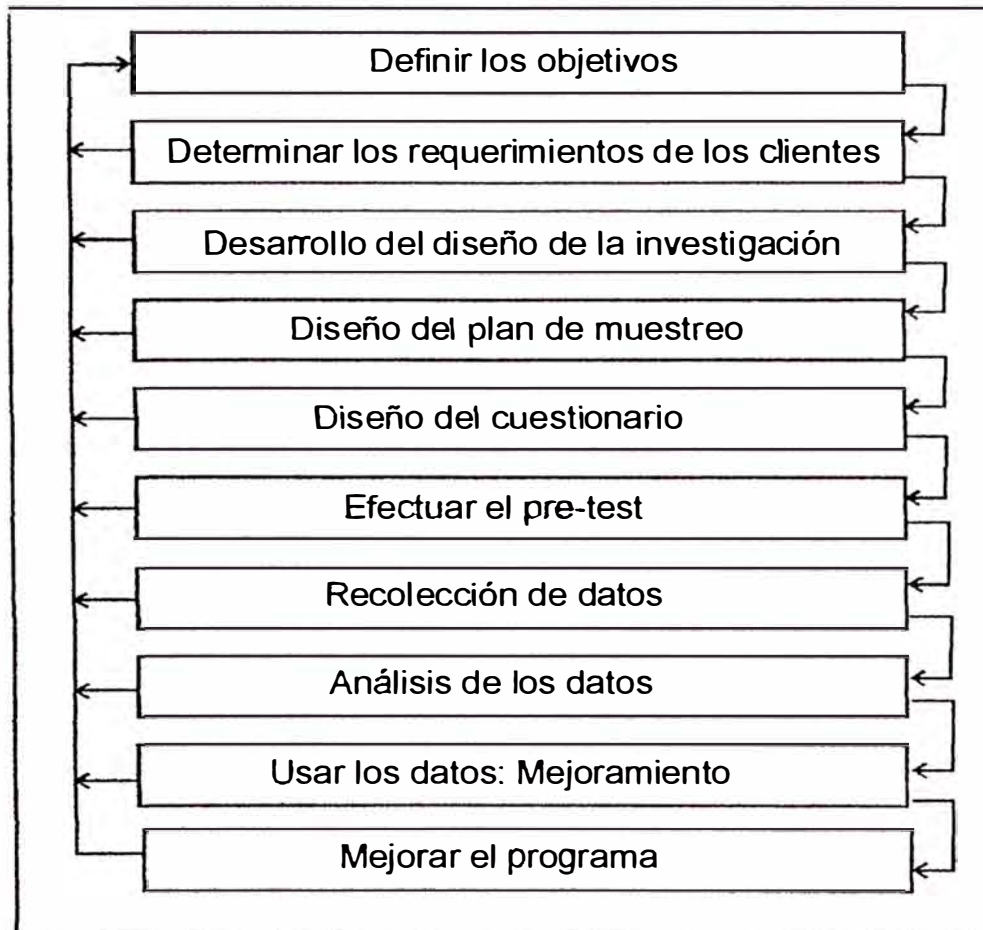 Definir los objetivos
Determinar los requerimientos de los clientes
Desarrollo del diseño de la investigación
Diseño del plan de muestreo
Diseño del cuestionario
Efectuar el pre-test
Recolección de datos
Análisis de los datos
Usar los datos: Mejoramiento
Mejorar el programa